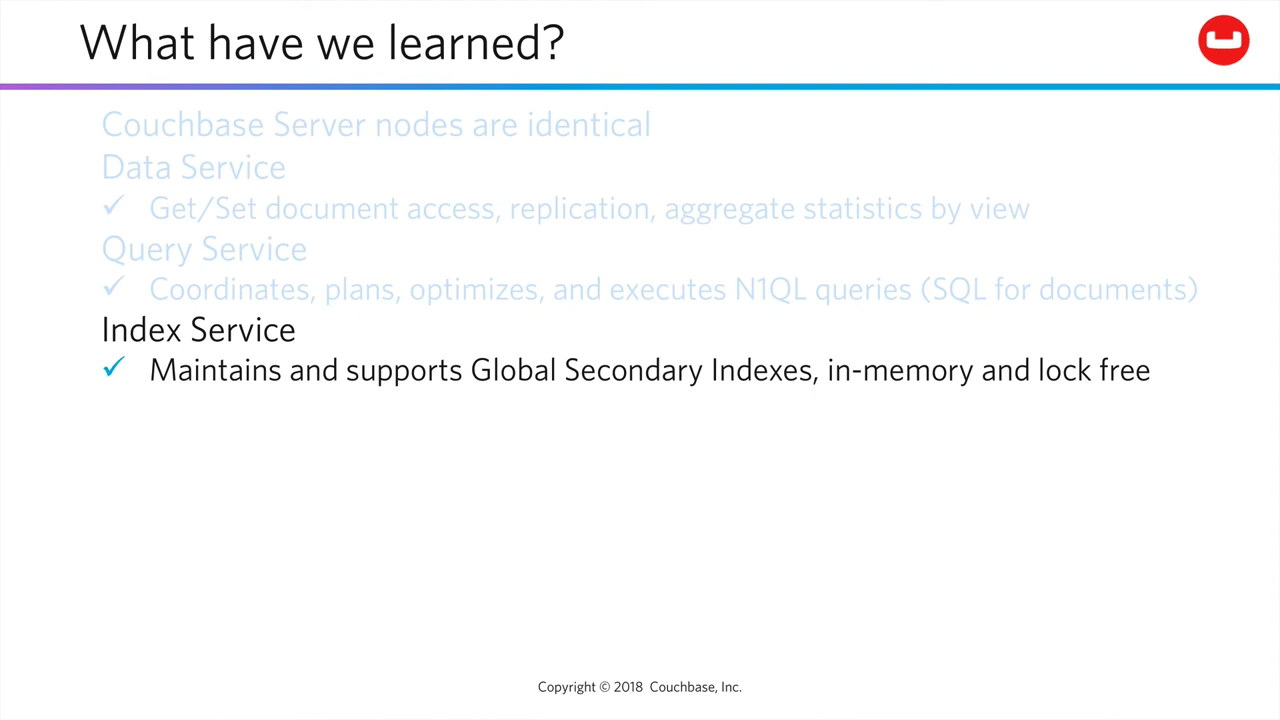 What have we learned?
Couchbase Server nodes are identical
Data Service
✓ Get/Set document access, replication, aggregate statistics by view
Query Service
✓ Coordinates, plans, optimizes, and executes N1QL queries (SQL for documents)
Index Service
✓ Maintains and supports Global Secondary Indexes, in-memory and lock free
Copyright © 2018 Couchbase, Inc.